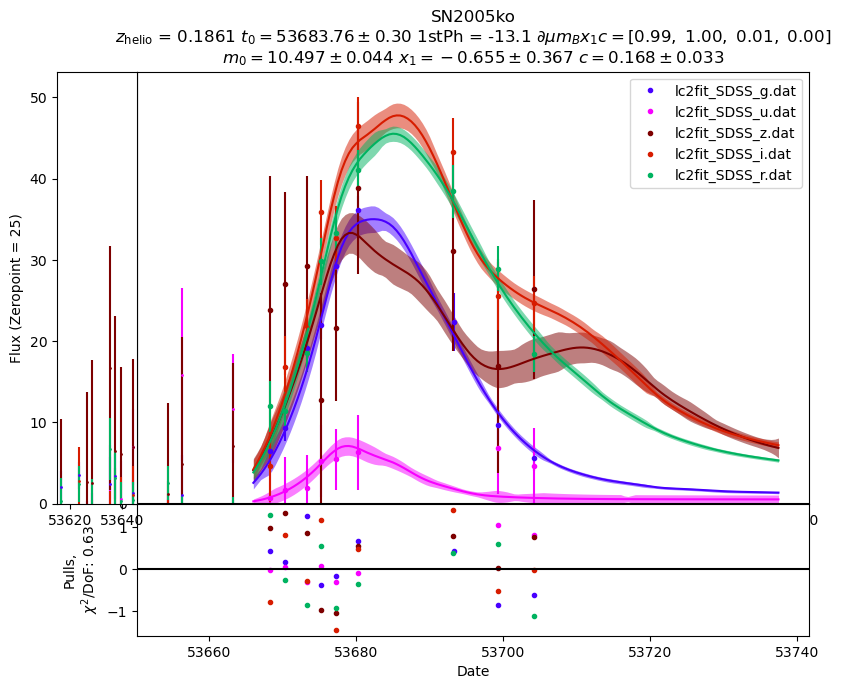 SN2005ko
z_helio = 0.1861 t_0 = 53683.76 ± 0.30 1stPh = -13.1 ∂μm_Bx_1c = [0.99, 1.00, 0.01, 0.00]
m_0 = 10.497 ± 0.044 x_1 = −0.655 ± 0.367 c = 0.168 ± 0.033
lc2fit_SDSS_g.dat
lc2fit_SDSS_u.dat
lc2fit_SDSS_z.dat
lc2fit_SDSS_i.dat
lc2fit_SDSS_r.dat
50
40
30
20
10
0
Flux (Zeropoint = 25)
53620
53640
0
1
0
−1
Pulls,
χ²/DoF: 0.63
53660
53680
53700
53720
53740
Date